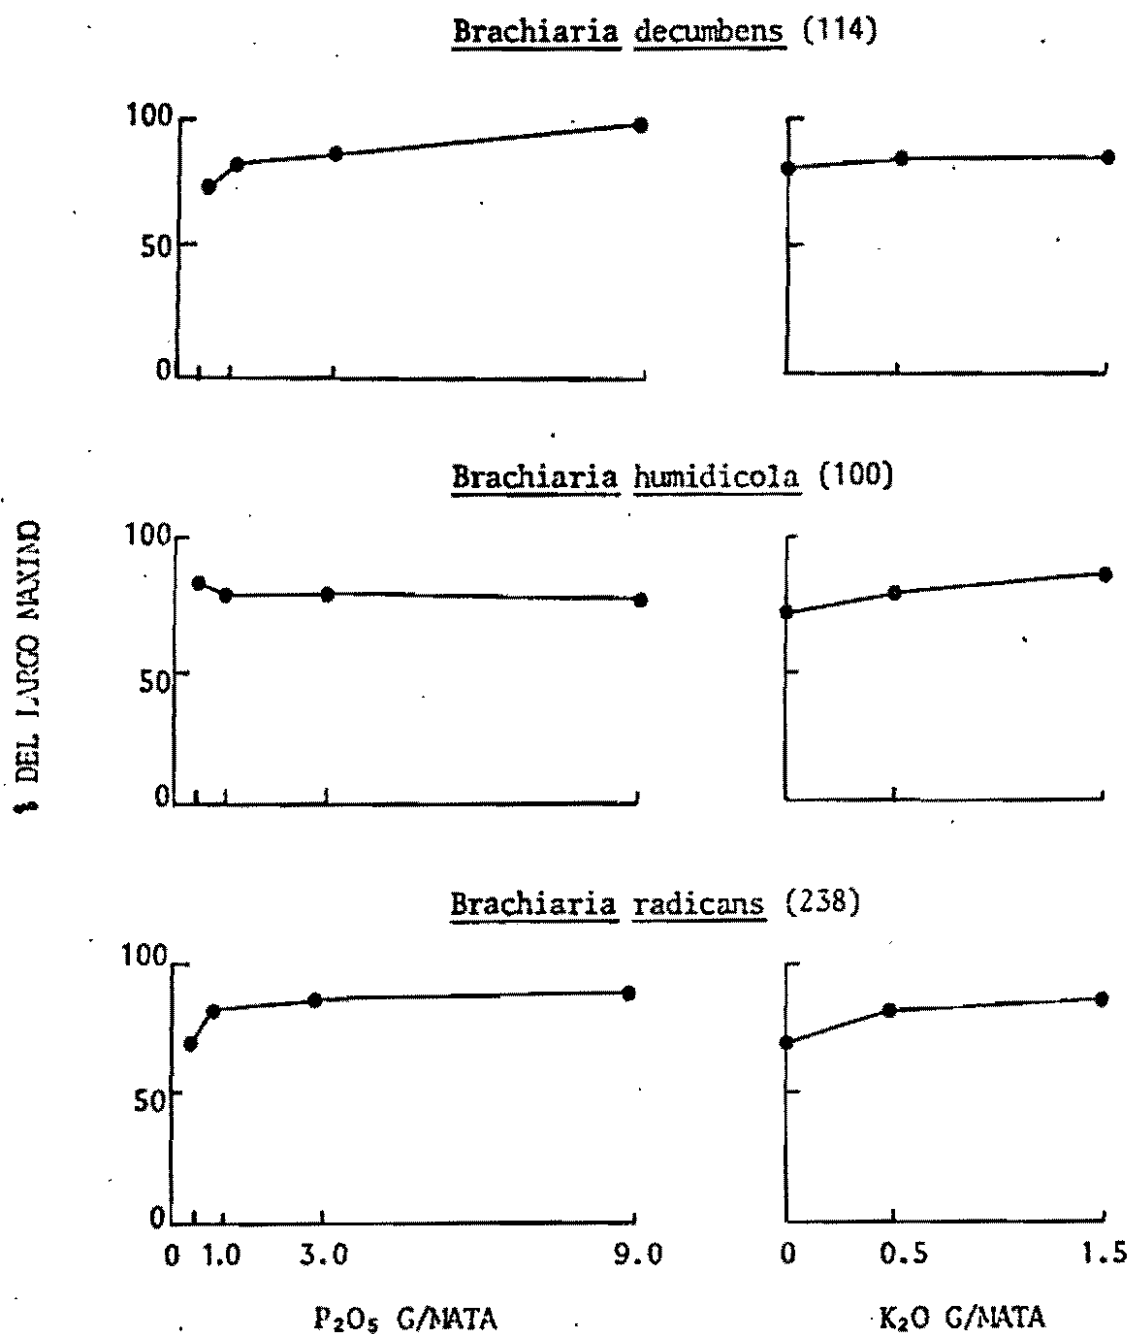 Brachiaria decumbens (114)
100
50
0
Brachiaria humidicola (100)
% DEL LARGO MAXIMO
100
50
0
Brachiaria radicans (238)
100
50
0
0 1.0 3.0 9.0 0 0.5 1.5
P₂O₅ G/MATA K₂O G/MATA